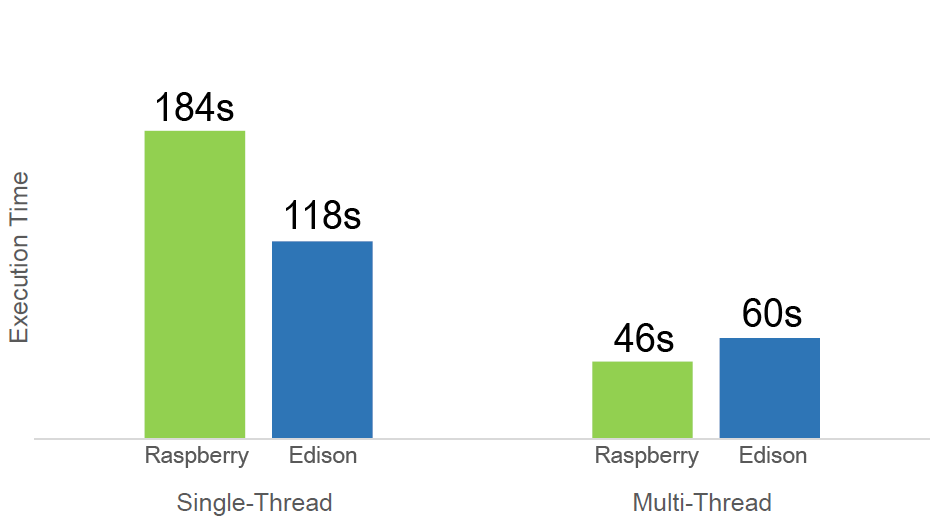 184s
118s
60s
46s
Execution Time
Raspberry Edison Raspberry Edison
Single-Thread Multi-Thread